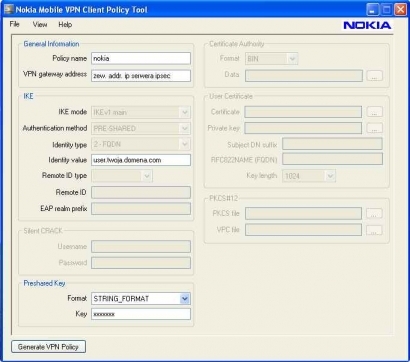 Nokia Mobile VPN Client Policy Tool
File View Help
NOKIA
General Information
Policy name nokia
VPN gateway address zew. addr. ip serwera ipsec
IKE
IKE mode IKEv1 main
Authentication method PRE-SHARED
Identity type 2 - FQDN
Identity value user.twoja.domena.com
Remote ID type
Remote ID
EAP realm prefix
Silent CRACK
Username
Password
Preshared Key
Format STRING_FORMAT
Key xxxxxxx
Certificate Authority
Format BIN
Data ...
User Certificate
Certificate ...
Private key ...
Subject DN suffix
RFC822NAME (FQDN)
Key length 1024
PKCS#12
PKCS file ...
VPC file ...
Generate VPN Policy